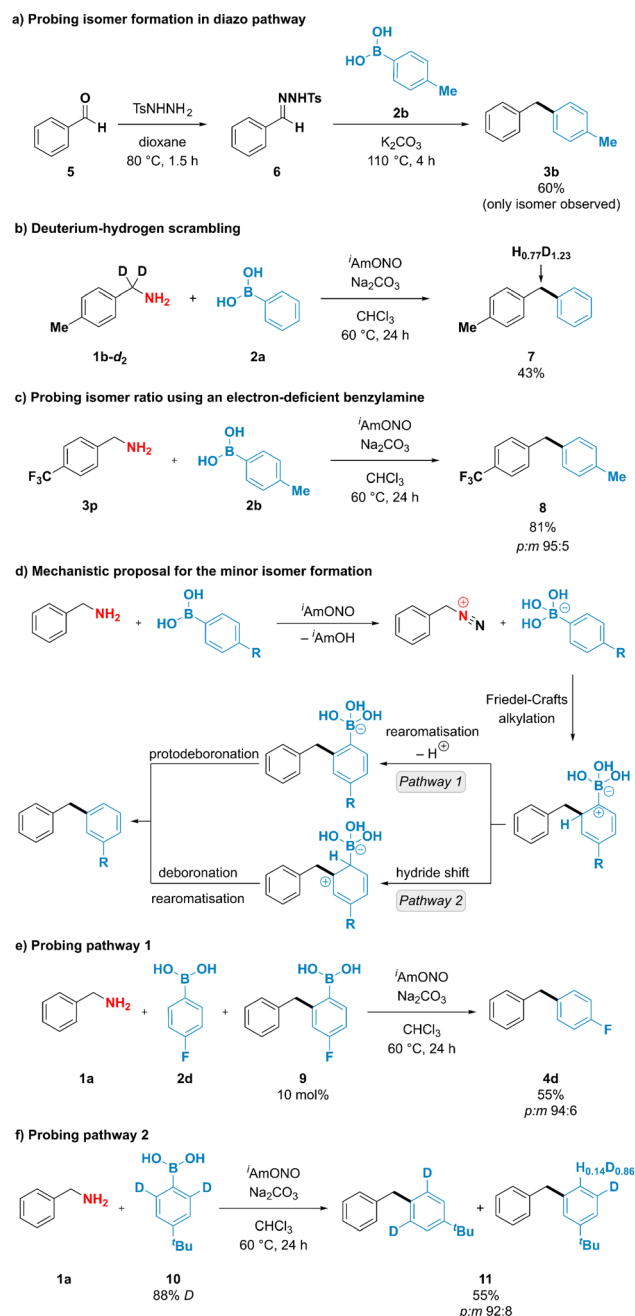 a) Probing isomer formation in diazo pathway
HO OH
B
Me
O
H
5
TsNHNH2
dioxane
80 °C, 1.5 h
NNHTs
H
6
2b
K2CO3
110 °C, 4 h
Me
3b
60%
(only isomer observed)
b) Deuterium-hydrogen scrambling
D D
NH2
Me
1b-d2
+
OH
HO B
2a
iAmONO
Na2CO3
CHCl3
60 °C, 24 h
H0.77D1.23
Me
7
43%
c) Probing isomer ratio using an electron-deficient benzylamine
NH2
F3C
3p
+
OH
HO B
Me
2b
iAmONO
Na2CO3
CHCl3
60 °C, 24 h
F3C
Me
8
81%
p:m 95:5
d) Mechanistic proposal for the minor isomer formation
NH2
+
OH
HO B
R
iAmONO
– iAmOH
⊕
N
N
+
OH
HO ⊖
HO B
R
Friedel-Crafts
alkylation
OH
OH B OH
⊖
⊕
H
R
rearomatisation
– H⊕
Pathway 1
OH
OH B OH
⊖
R
protodeboronation
hydride shift
Pathway 2
OH
OH B OH
H ⊖
⊕
R
deboronation
rearomatisation
R
e) Probing pathway 1
NH2
1a
+
HO OH
B
F
2d
+
HO OH
B
F
9
10 mol%
iAmONO
Na2CO3
CHCl3
60 °C, 24 h
F
4d
55%
p:m 94:6
f) Probing pathway 2
NH2
1a
+
HO OH
B
D D
tBu
10
88% D
iAmONO
Na2CO3
CHCl3
60 °C, 24 h
D
D
tBu
+
H0.14D0.86
D
tBu
11
55%
p:m 92:8